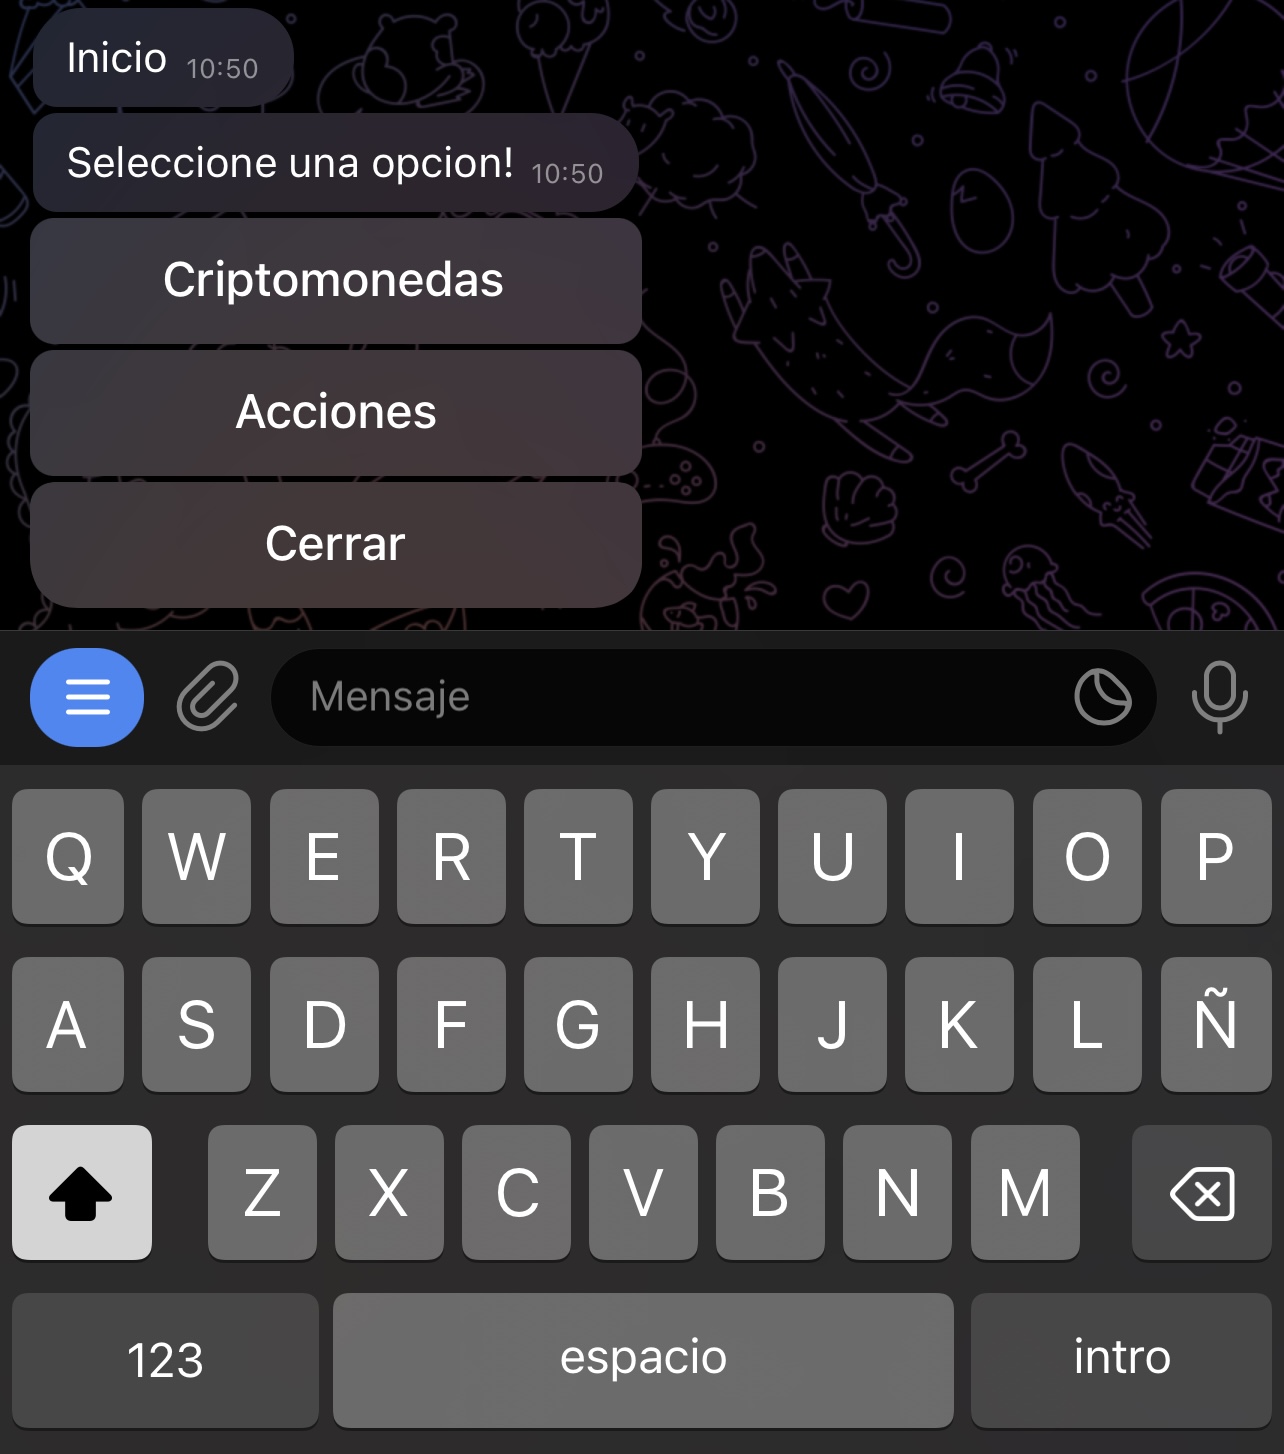 Inicio 10:50
Seleccione una opcion! 10:50
Criptomonedas
Acciones
Cerrar
Mensaje
Q W E R T Y U I O P
A S D F G H J K L Ñ
Z X C V B N M
123 espacio intro